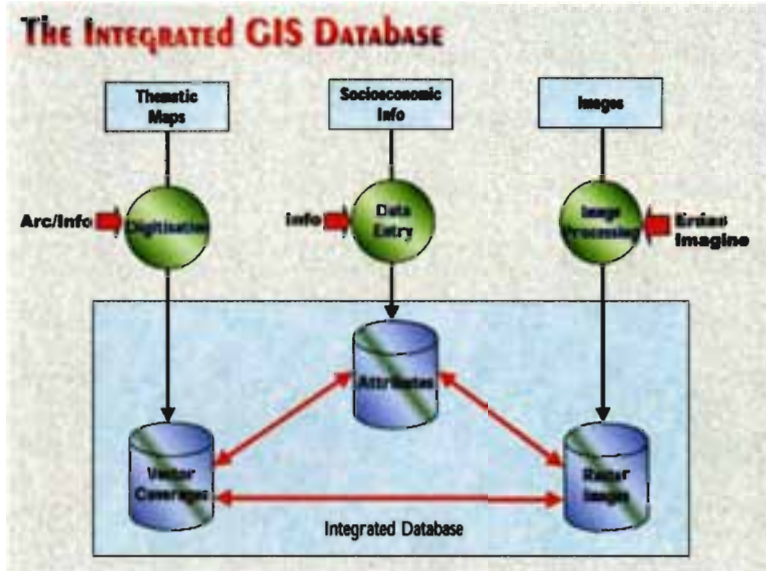 The Integrated GIS Database
Thematic
Maps
Socioeconomic
Info
Images
Arc/Info
Digitisation
Info
Data
Entry
Image
Processing
Erdas
Imagine
Attributes
Vector
Coverages
Raster
Images
Integrated Database